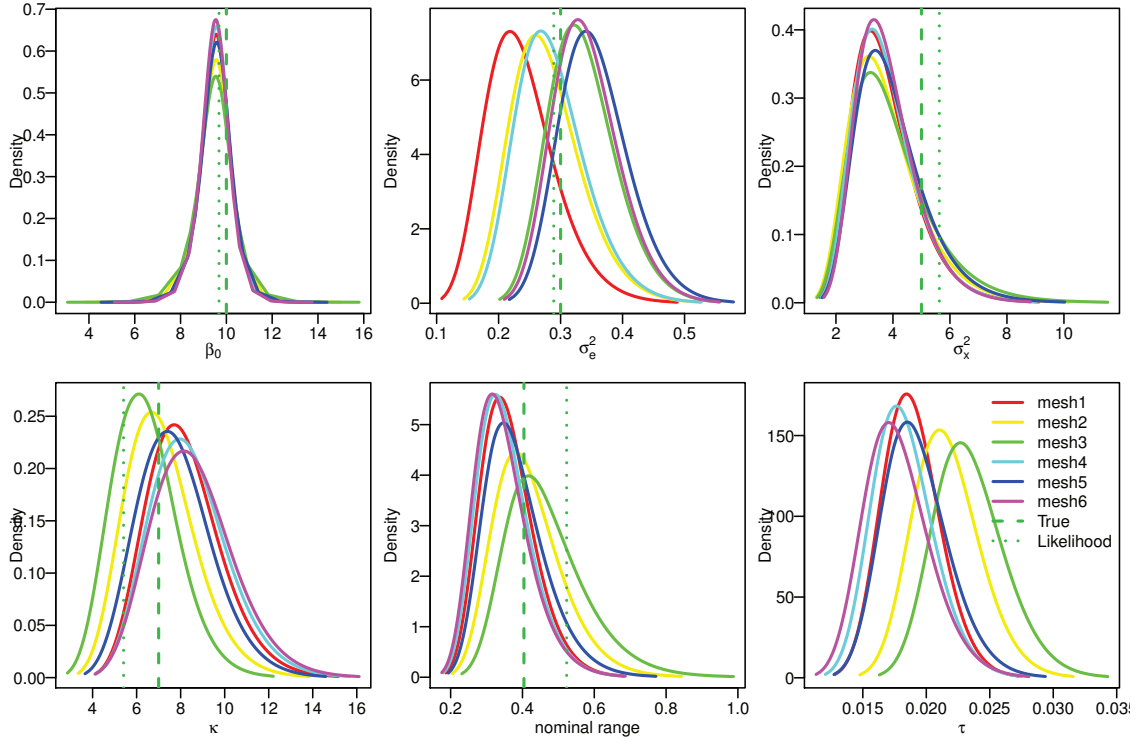 0.7
0.6
0.5
0.4
0.3
0.2
0.1
0.0
Density
4 6 8 10 12 14 16
β₀
6
4
2
0
Density
0.1 0.2 0.3 0.4 0.5
σ²ₑ
0.4
0.3
0.2
0.1
0.0
Density
2 4 6 8 10
σ²ₓ
0.25
0.20
0.15
0.10
0.05
0.00
Density
4 6 8 10 12 14 16
κ
5
4
3
2
1
0
Density
0.2 0.4 0.6 0.8 1.0
nominal range
150
100
50
0
Density
mesh1
mesh2
mesh3
mesh4
mesh5
mesh6
True
Likelihood
0.015 0.020 0.025 0.030 0.035
τ